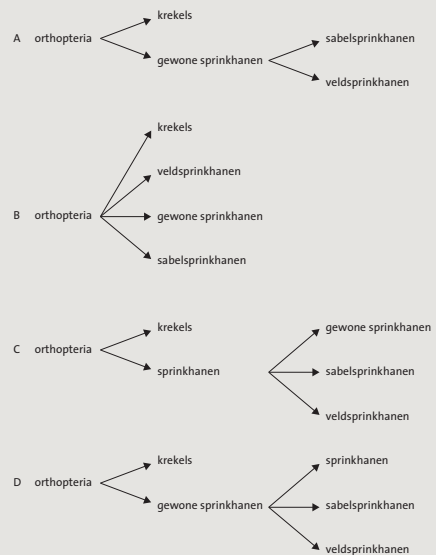 krekels
A orthopteria
sabelsprinkhanen
gewone sprinkhanen
veldsprinkhanen
krekels
veldsprinkhanen
B orthopteria
gewone sprinkhanen
sabelsprinkhanen
krekels
gewone sprinkhanen
C orthopteria
sprinkhanen
sabelsprinkhanen
veldsprinkhanen
krekels
sprinkhanen
D orthopteria
gewone sprinkhanen
sabelsprinkhanen
veldsprinkhanen